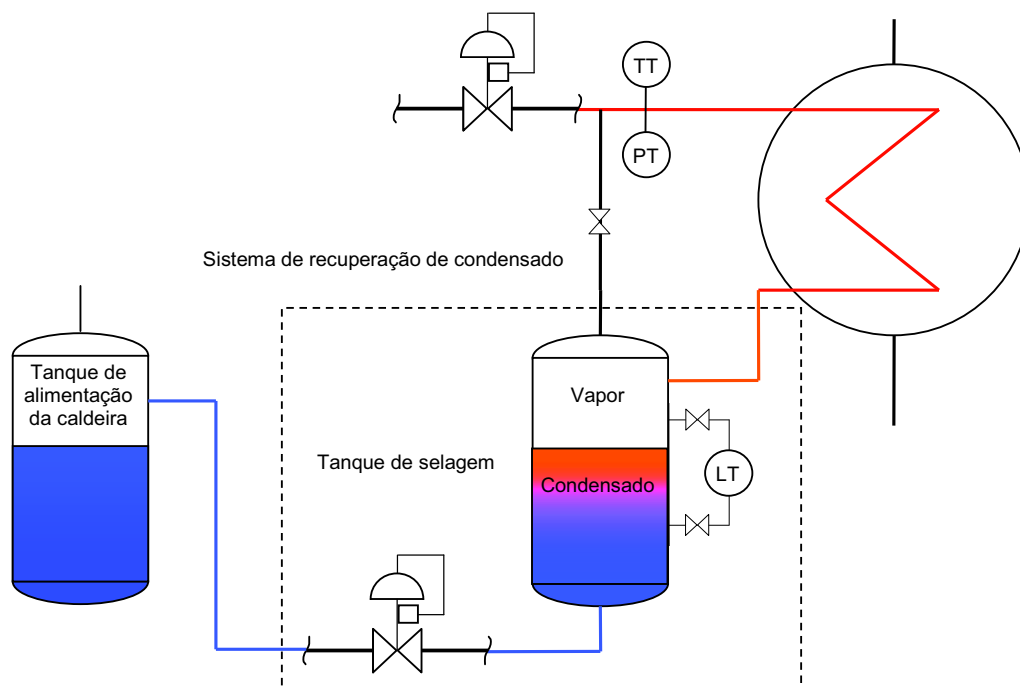 TT
PT
Sistema de recuperação de condensado
Tanque de
alimentação
da caldeira
Vapor
Tanque de selagem
Condensado
LT